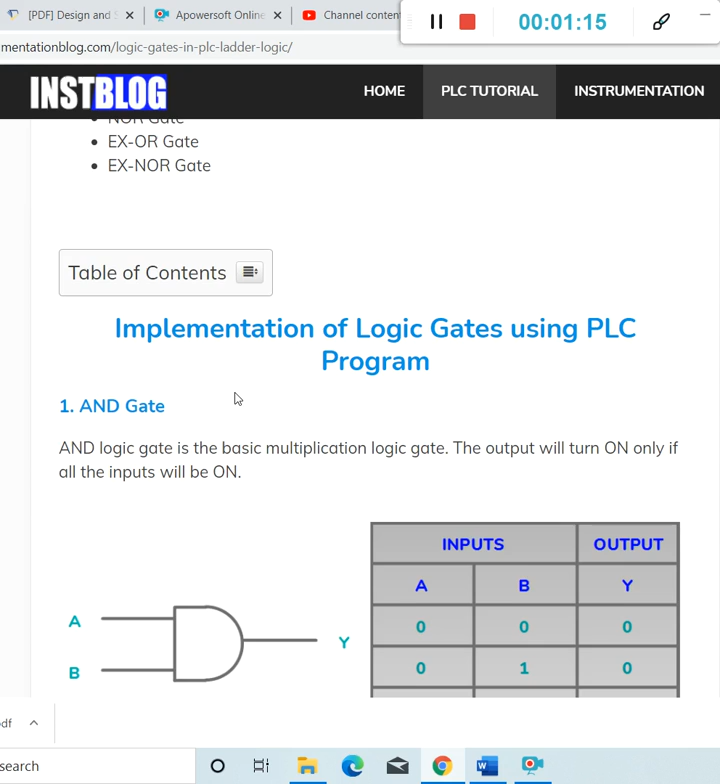 [PDF] Design and
Apowersoft Online
Channel conten
00:01:15
mentationblog.com/logic-gates-in-plc-ladder-logic/
INSTBLOG
HOME
PLC TUTORIAL
INSTRUMENTATION
NOR Gate
• EX-OR Gate
• EX-NOR Gate
Table of Contents
Implementation of Logic Gates using PLC
Program
1. AND Gate
AND logic gate is the basic multiplication logic gate. The output will turn ON only if
all the inputs will be ON.
INPUTS OUTPUT
A B Y
0 0 0
0 1 0
A
B
Y
df
search